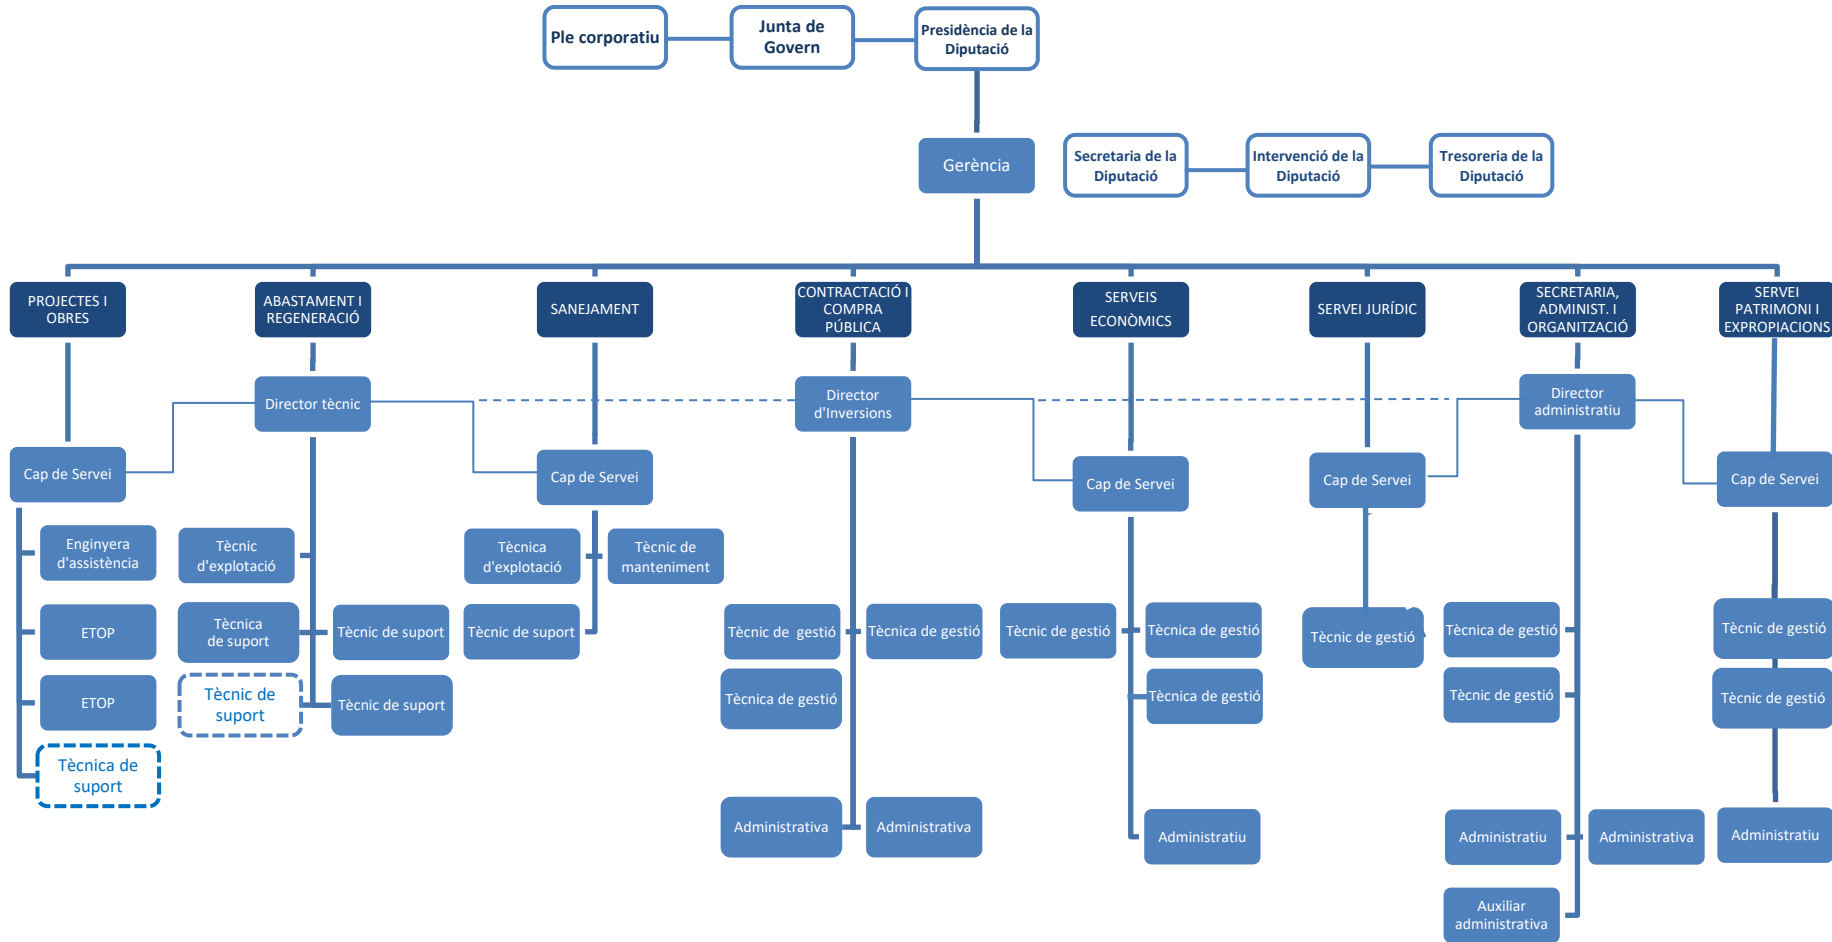 Ple corporatiu
Junta de
Govern
Presidència de la
Diputació
Gerència
Secretaria de la
Diputació
Intervenció de la
Diputació
Tresoreria de la
Diputació
PROJECTES I
OBRES
ABASTAMENT I
REGENERACIÓ
SANEJAMENT
CONTRACTACIÓ I
COMPRA
PÚBLICA
SERVEIS
ECONÒMICS
SERVEI JURÍDIC
SECRETARIA,
ADMINIST. I
ORGANITZACIÓ
SERVEI
PATRIMONI I
EXPROPIACIONS
Director tècnic
Director
d'Inversions
Director
administratiu
Cap de Servei
Cap de Servei
Cap de Servei
Cap de Servei
Cap de Servei
Enginyera
d'assistència
Tècnic
d'explotació
Tècnica
d'explotació
Tècnic de
manteniment
ETOP
Tècnica
de suport
Tècnic de suport
Tècnic de suport
Tècnic de gestió
Tècnica de gestió
Tècnic de gestió
Tècnica de gestió
Tècnic de gestió
Tècnica de gestió
Tècnic de gestió
ETOP
Tècnic de
suport
Tècnic de suport
Tècnica de gestió
Tècnica de gestió
Tècnic de gestió
Tècnic de gestió
Tècnica de
suport
Administrativa
Administrativa
Administratiu
Administratiu
Administrativa
Administratiu
Auxiliar
administrativa